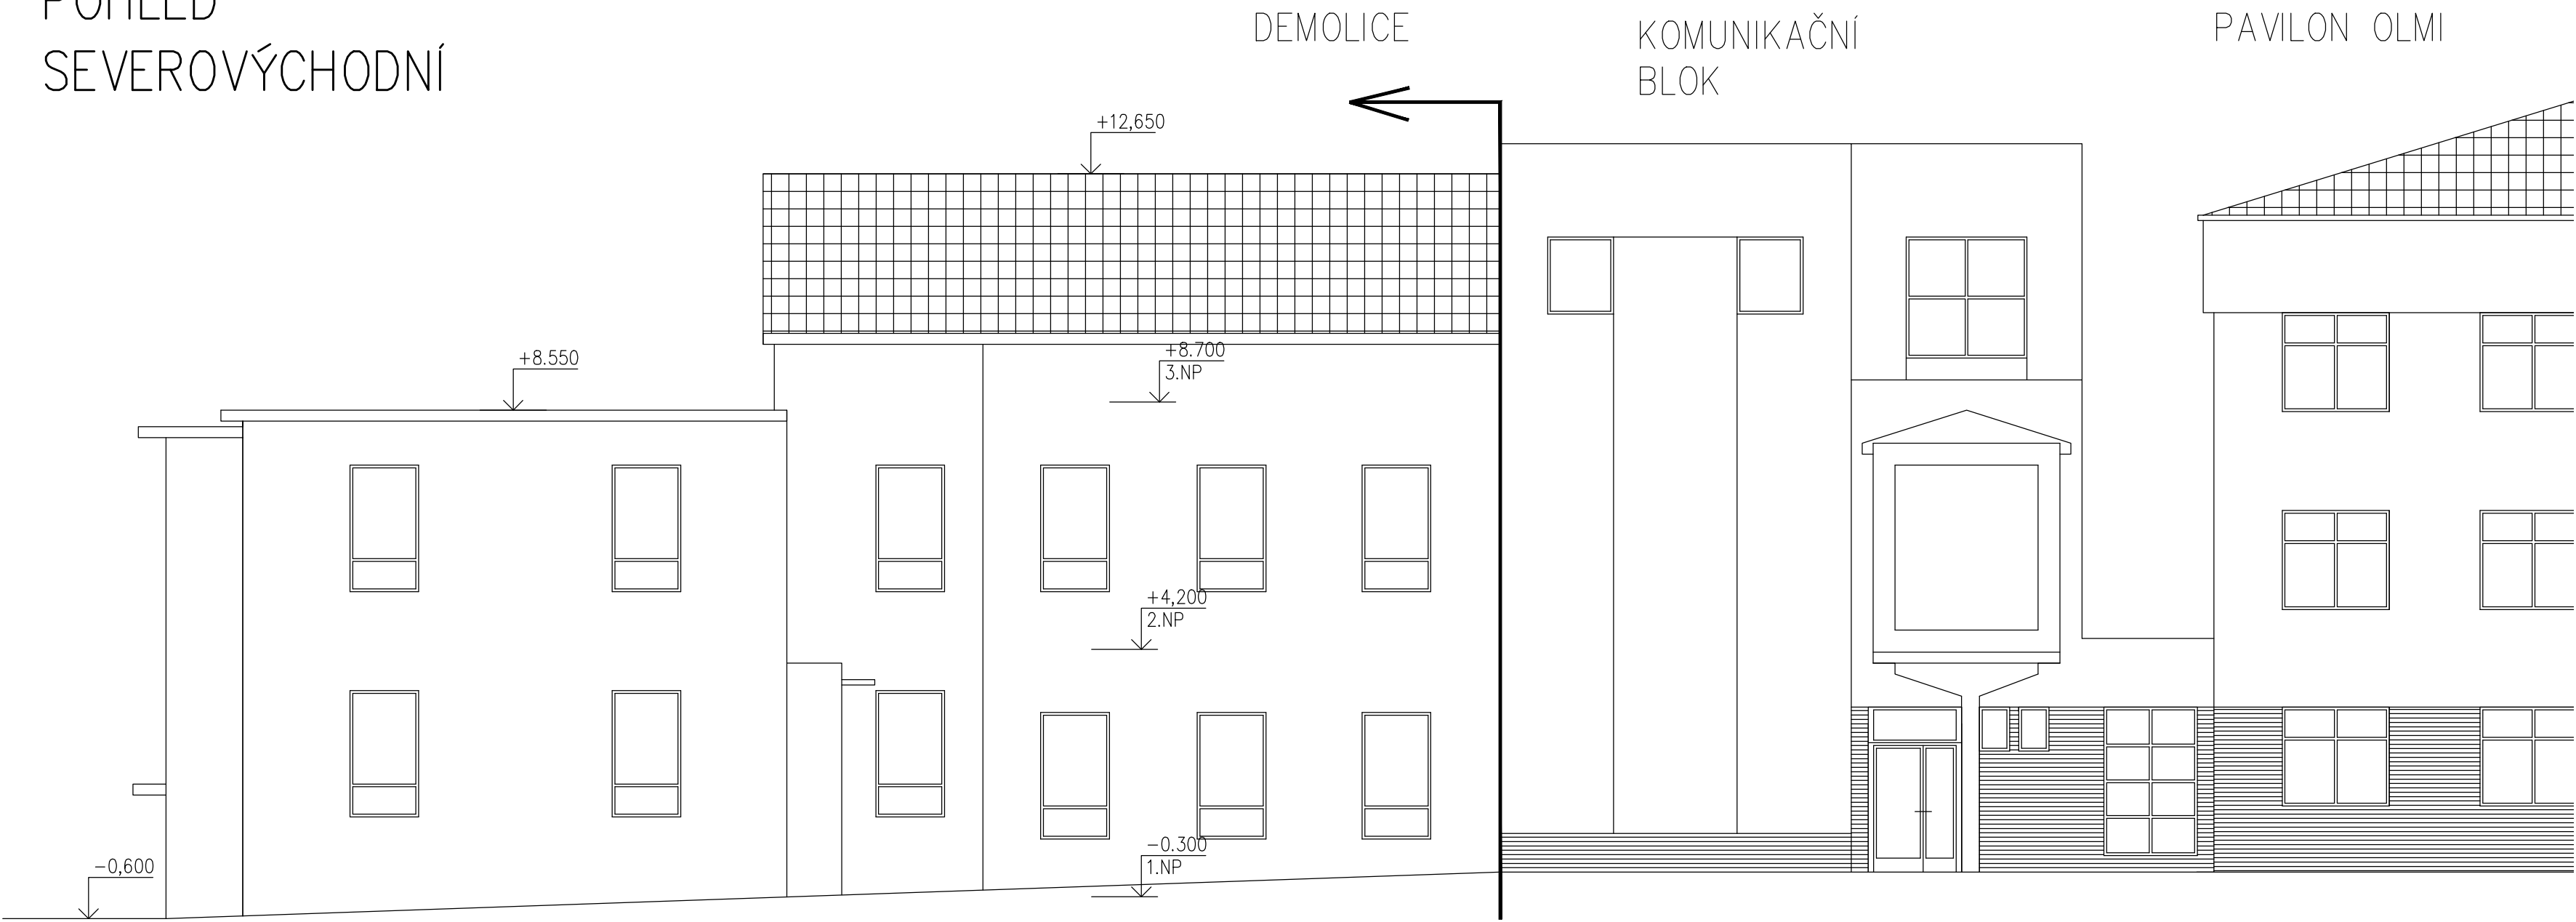 POHLED
SEVEROVÝCHODNÍ
DEMOLICE
KOMUNIKAČNÍ
BLOK
PAVILON OLMI
+12,650
+8.550
+8.700
3.NP
+4,200
2.NP
-0.300
1.NP
-0,600